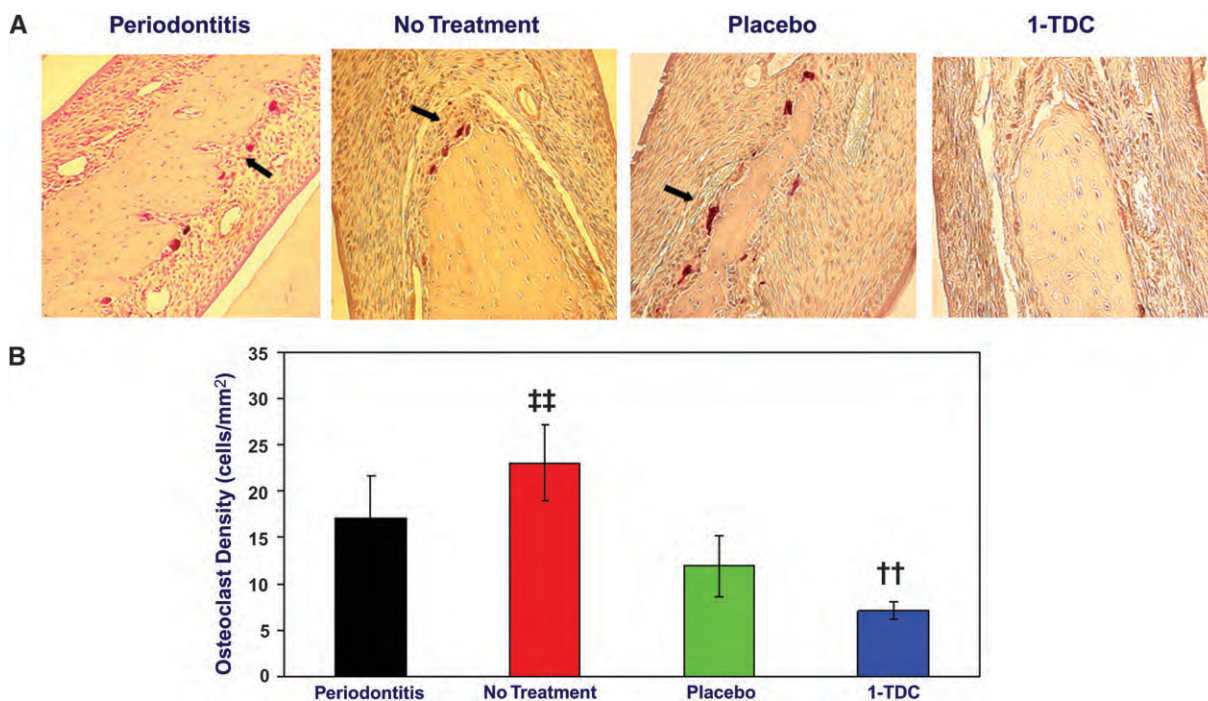 A
Periodontitis No Treatment Placebo 1-TDC
B
Osteoclast Density (cells/mm²)
35
30
25
20
15
10
5
0
‡‡
††
Periodontitis No Treatment Placebo 1-TDC